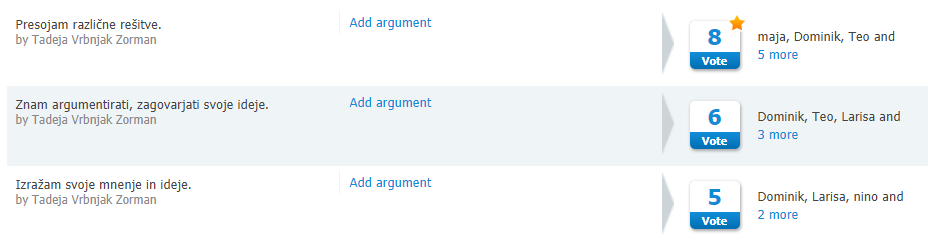 Presojam različne rešitve.
by Tadeja Vrbnjak Zorman
Add argument
8
Vote
maja, Dominik, Teo and
5 more
Znam argumentirati, zagovarjati svoje ideje.
by Tadeja Vrbnjak Zorman
Add argument
6
Vote
Dominik, Teo, Larisa and
3 more
Izražam svoje mnenje in ideje.
by Tadeja Vrbnjak Zorman
Add argument
5
Vote
Dominik, Larisa, nino and
2 more